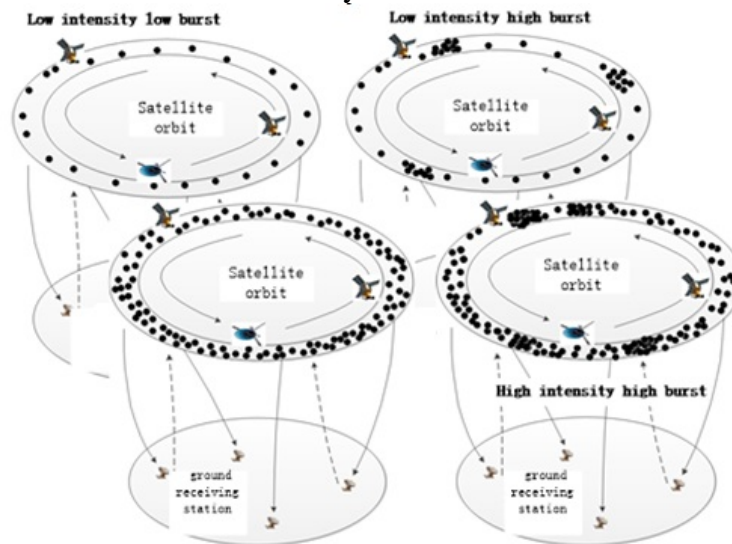 Low intensity low burst
Low intensity high burst
Satellite
orbit
Satellite
orbit
Satellite
orbit
Satellite
orbit
High intensity high burst
ground
receiving
station
ground
receiving
station